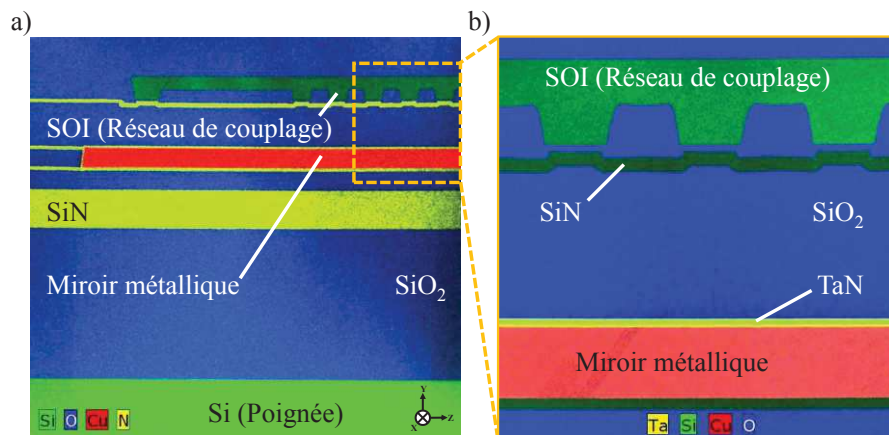 a)
SOI (Réseau de couplage)
SiN
Miroir métallique
SiO2
Si (Poignée)
Si O Cu N
Y
X
Z
b)
SOI (Réseau de couplage)
SiN
SiO2
TaN
Miroir métallique
Ta Si Cu O